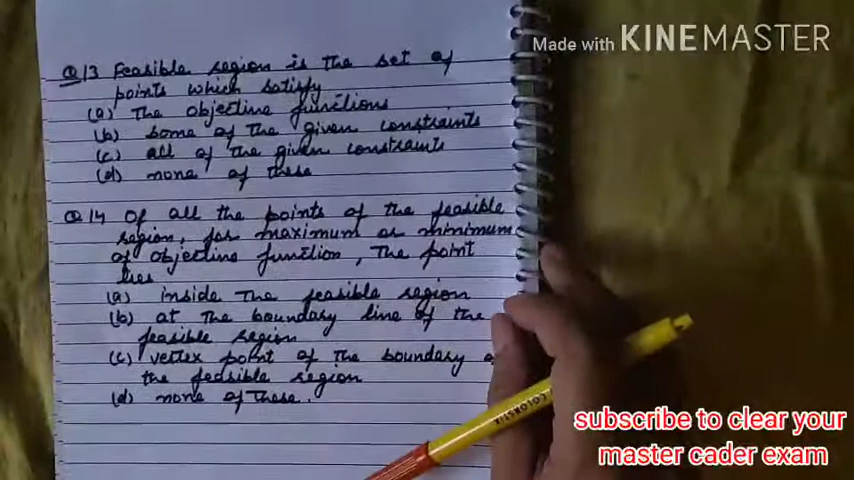 Made with KINEMASTER
Q13 Feasible region is the set of
points which satisfy
(a) The objective functions
(b) some of the given constraints
(c) all of the given constraints
(d) none of these
Q14 Of all the points of the feasible
region, for maximum or minimum
of objective function, The point
lies
(a) inside the feasible region
(b) at the boundary line of the
feasible region
(c) vertex point of the boundary o
the feasible region
(d) none of these.
COLORSTIX
subscribe to clear your
master cader exam